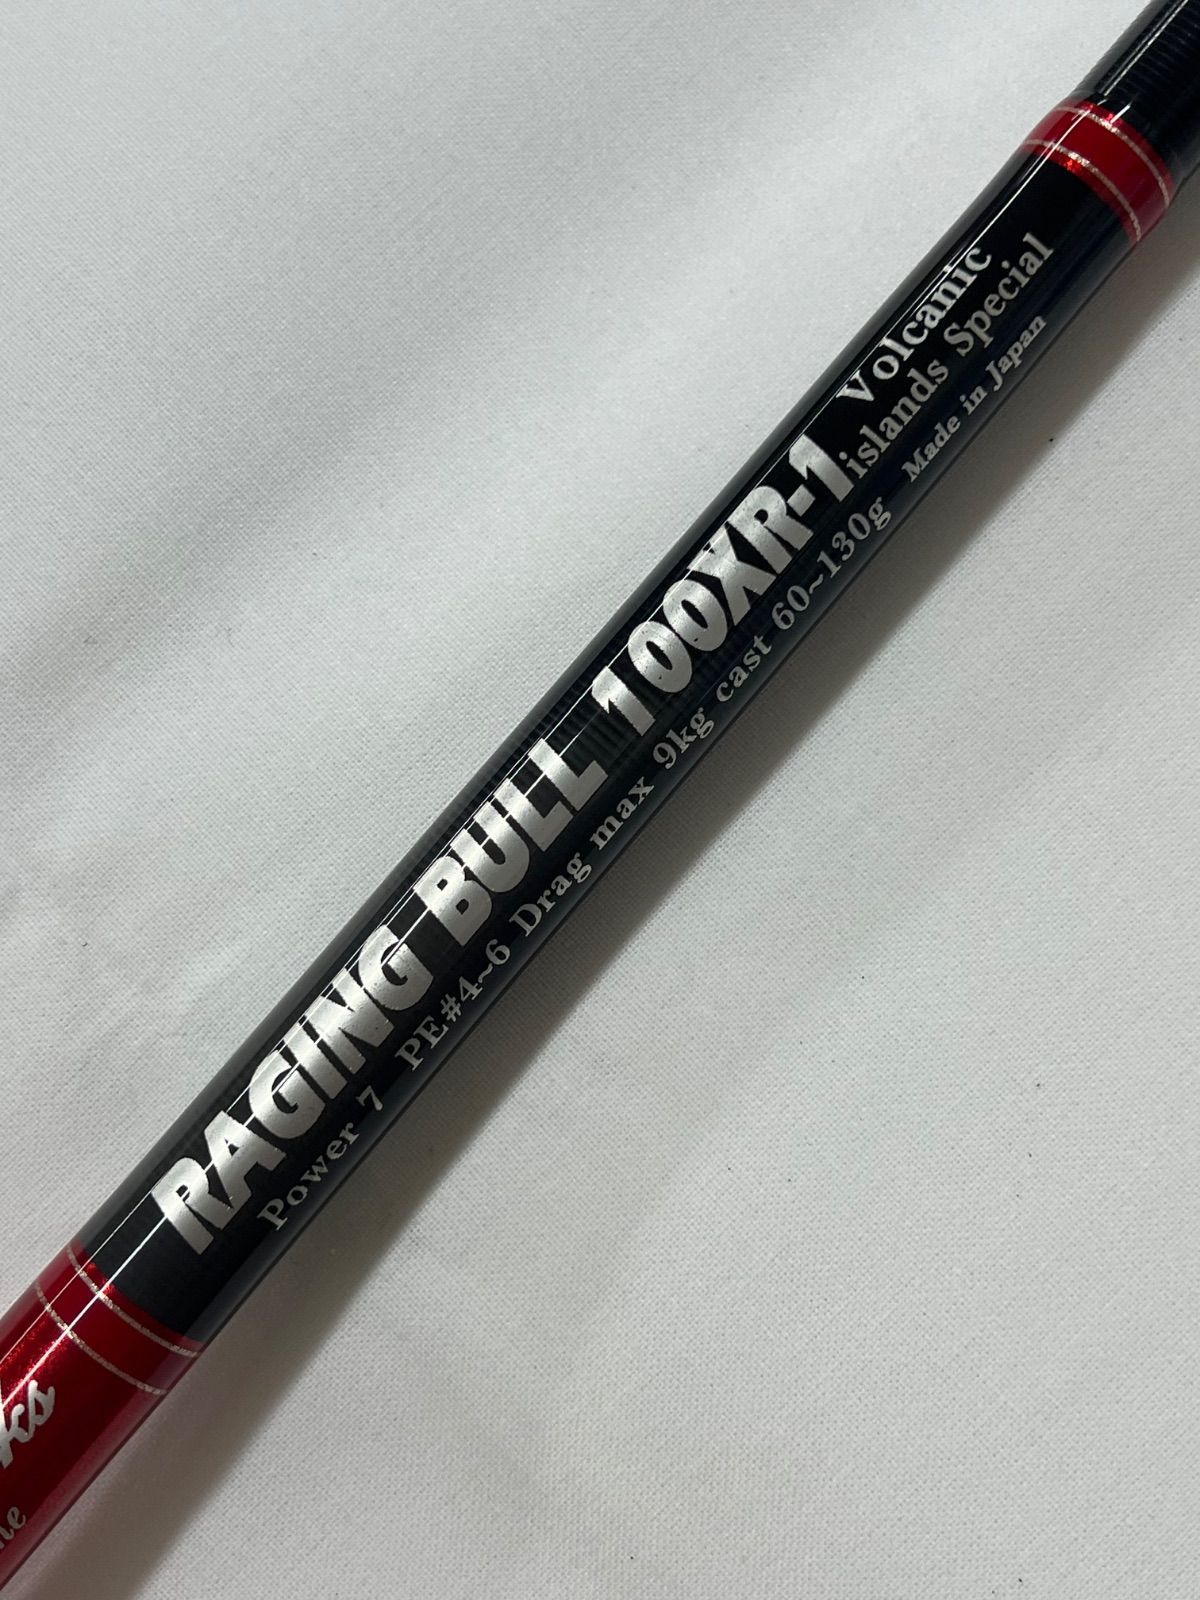 RAGING BULL 100XR-1
Volcanic
islands Special
Power 7 PE#4~6 Drag max 9kg cast 60~130g Made in Japan